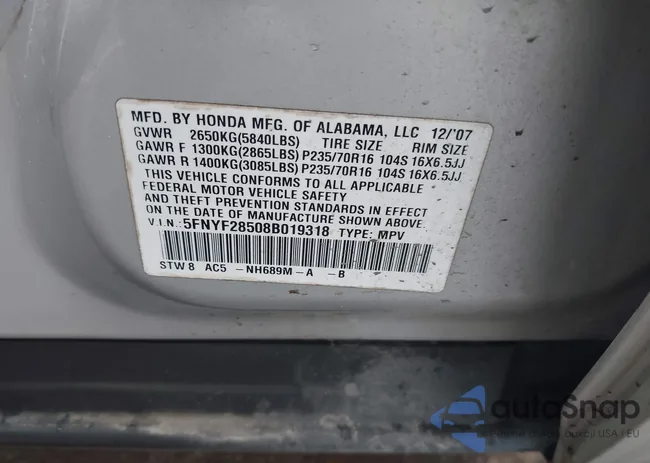 MFD. BY HONDA MFG. OF ALABAMA, LLC 12/'07
GVWR 2650KG(5840LBS) TIRE SIZE RIM SIZE
GAWR F 1300KG(2865LBS) P235/70R16 104S 16X6.5JJ
GAWR R 1400KG(3085LBS) P235/70R16 104S 16X6.5JJ
THIS VEHICLE CONFORMS TO ALL APPLICABLE
FEDERAL MOTOR VEHICLE SAFETY
AND THEFT PREVENTION STANDARDS IN EFFECT
ON THE DATE OF MANUFACTURE SHOWN ABOVE.
V.I.N.: 5FNYF28508B019318 TYPE: MPV
STW8 AC5 -NH689M-A -B
autoSnap
USA I EU